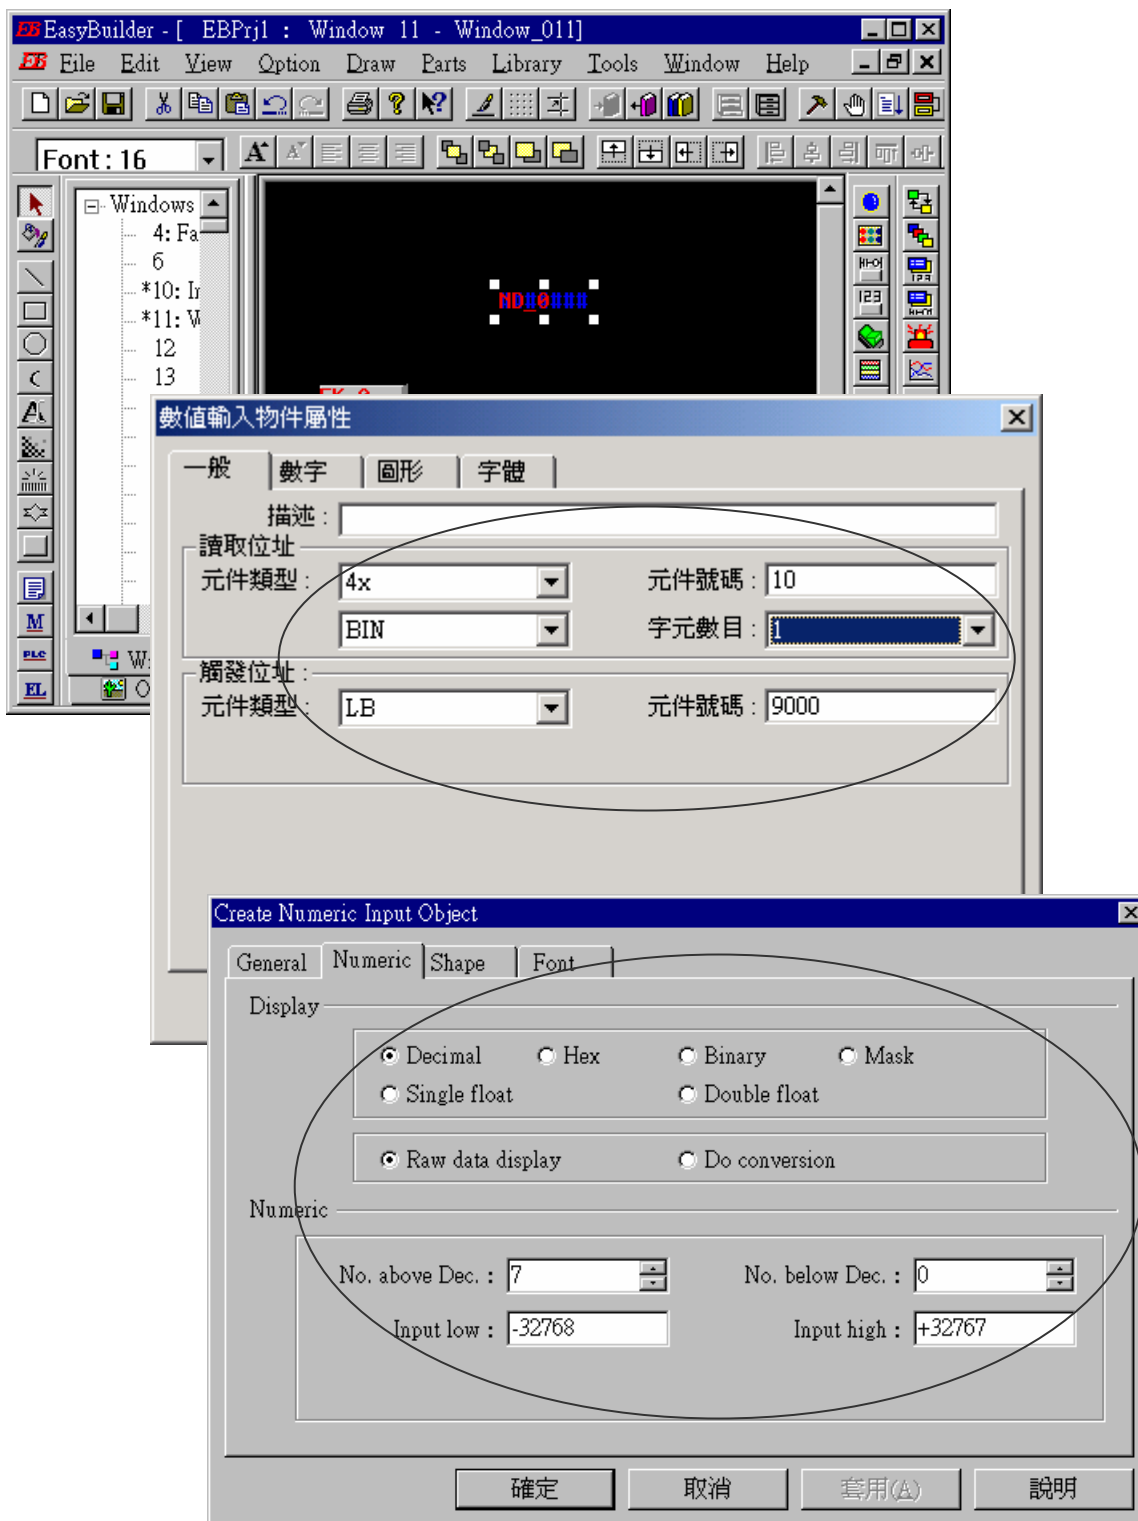 EB EasyBuilder - [ EBPrj1 : Window 11 - Window_011]
EB File Edit View Option Draw Parts Library Tools Window Help
Font : 16
Windows
4: Fa
6
*10: In
*11: W
12
13
數值輸入物件屬性
一般 數字 圖形 字體
描述 :
讀取位址
元件類型 : 4x 元件號碼 : 10
BIN 字元數目 : 1
觸發位址 :
元件類型 : LB 元件號碼 : 9000
M
PLC
EL
Create Numeric Input Object
General Numeric Shape Font
Display
Decimal Hex Binary Mask
Single float Double float
Raw data display Do conversion
Numeric
No. above Dec. : 7 No. below Dec. : 0
Input low : -32768 Input high : +32767
確定 取消 套用(A) 說明